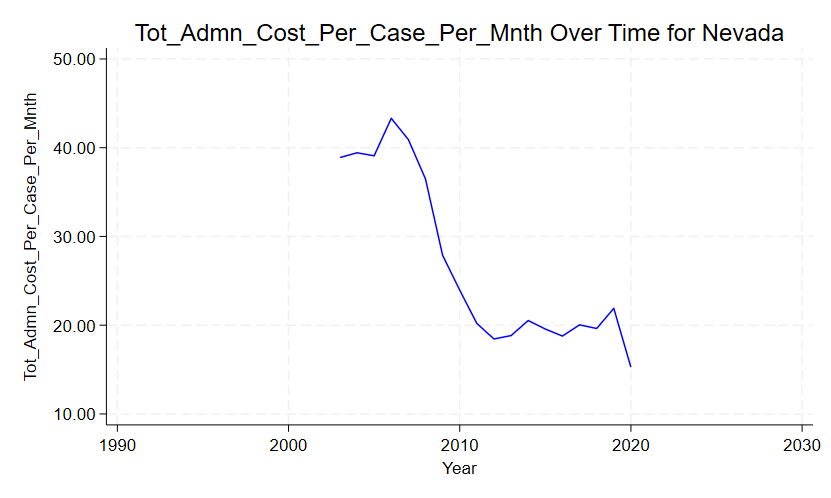 Tot_Admn_Cost_Per_Case_Per_Mnth Over Time for Nevada
Tot_Admn_Cost_Per_Case_Per_Mnth
50.00
40.00
30.00
20.00
10.00
1990 2000 2010 2020 2030
Year